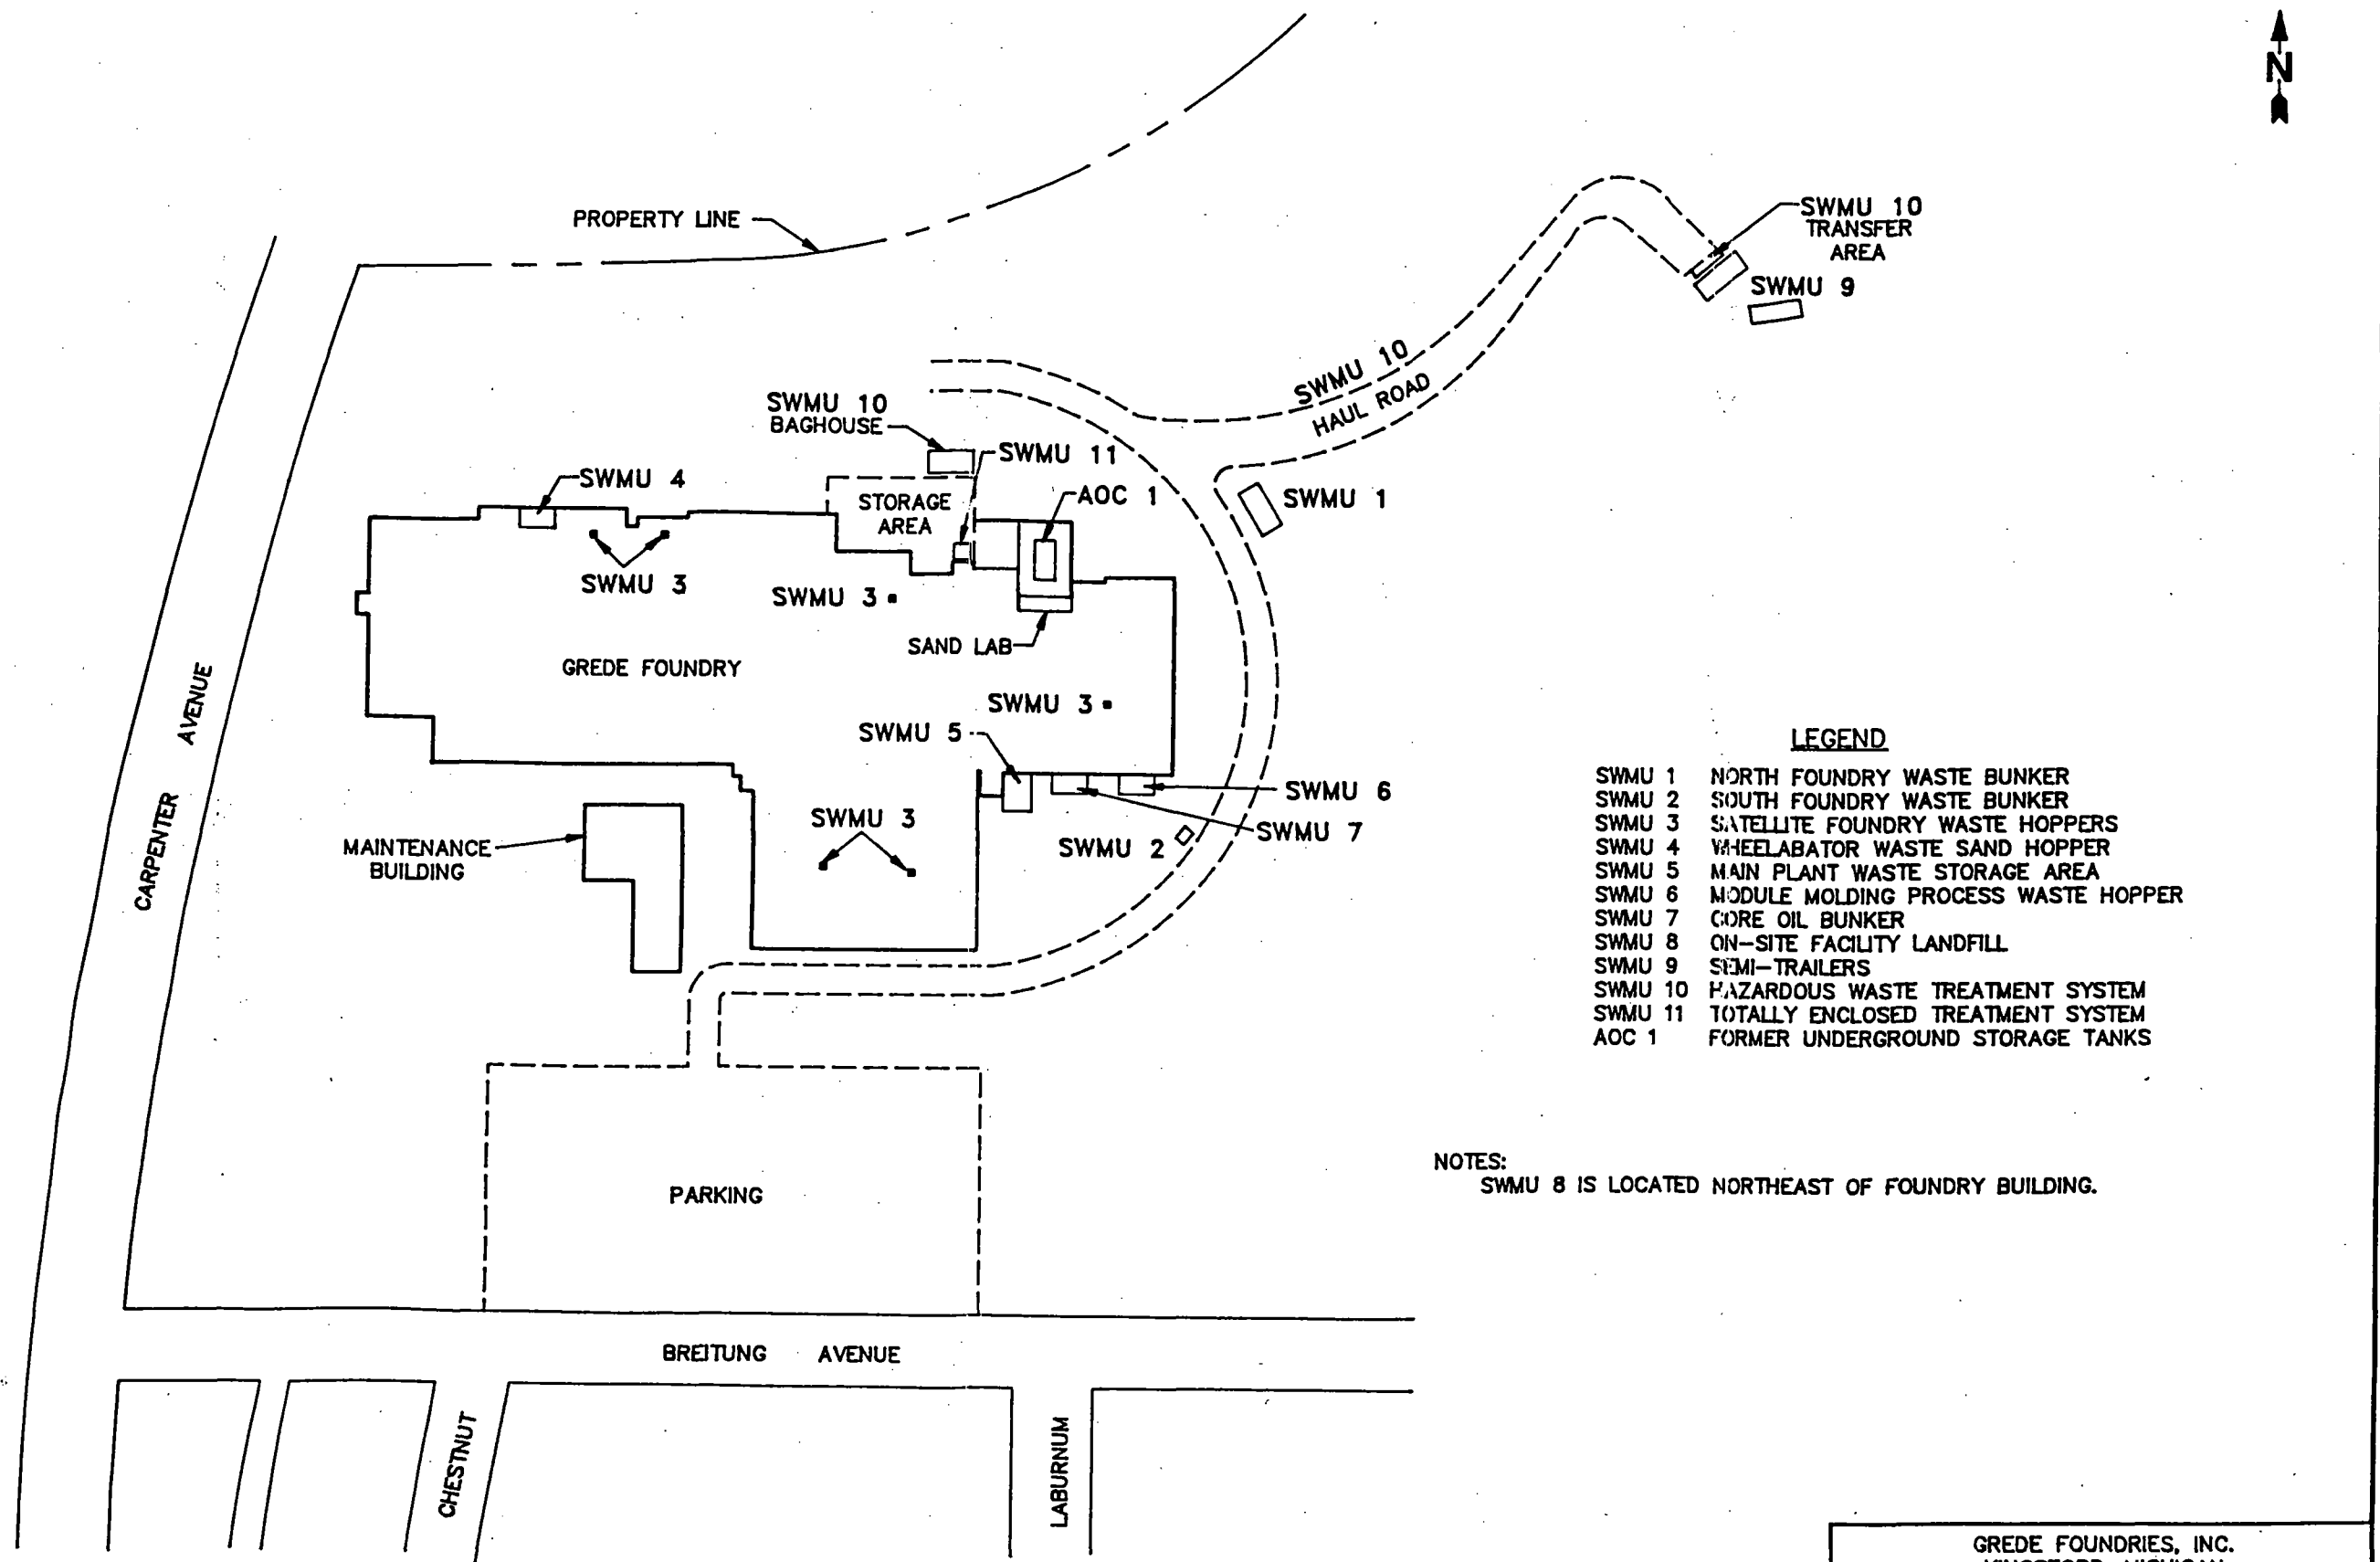 N
PROPERTY LINE
SWMU 10
TRANSFER
AREA
SWMU 9
SWMU 10
HAUL ROAD
SWMU 10
BAGHOUSE
SWMU 11
SWMU 4
STORAGE
AREA
AOC 1
SWMU 1
SWMU 3
SWMU 3
SAND LAB
GREDE FOUNDRY
SWMU 3
SWMU 5
CARPENTER AVENUE
SWMU 6
SWMU 3
SWMU 7
SWMU 2
MAINTENANCE
BUILDING
LEGEND
SWMU 1 NORTH FOUNDRY WASTE BUNKER
SWMU 2 SOUTH FOUNDRY WASTE BUNKER
SWMU 3 SATELLITE FOUNDRY WASTE HOPPERS
SWMU 4 WHEELABATOR WASTE SAND HOPPER
SWMU 5 MAIN PLANT WASTE STORAGE AREA
SWMU 6 MODULE MOLDING PROCESS WASTE HOPPER
SWMU 7 CORE OIL BUNKER
SWMU 8 ON-SITE FACILITY LANDFILL
SWMU 9 SEMI-TRAILERS
SWMU 10 HAZARDOUS WASTE TREATMENT SYSTEM
SWMU 11 TOTALLY ENCLOSED TREATMENT SYSTEM
AOC 1 FORMER UNDERGROUND STORAGE TANKS
NOTES:
SWMU 8 IS LOCATED NORTHEAST OF FOUNDRY BUILDING.
PARKING
BREITUNG AVENUE
CHESTNUT
LABURNUM
GREDE FOUNDRIES, INC.
KINGSFORD, MICHIGAN